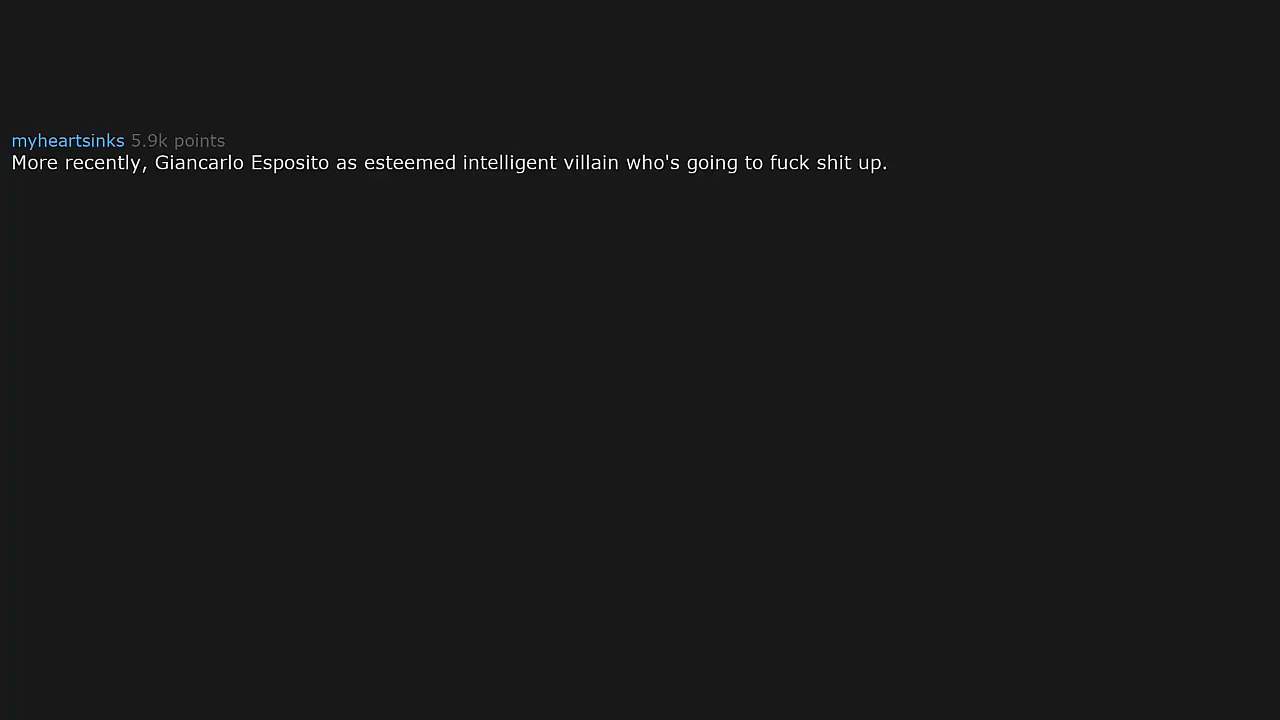 myheartsinks 5.9k points
More recently, Giancarlo Esposito as esteemed intelligent villain who's going to fuck shit up.